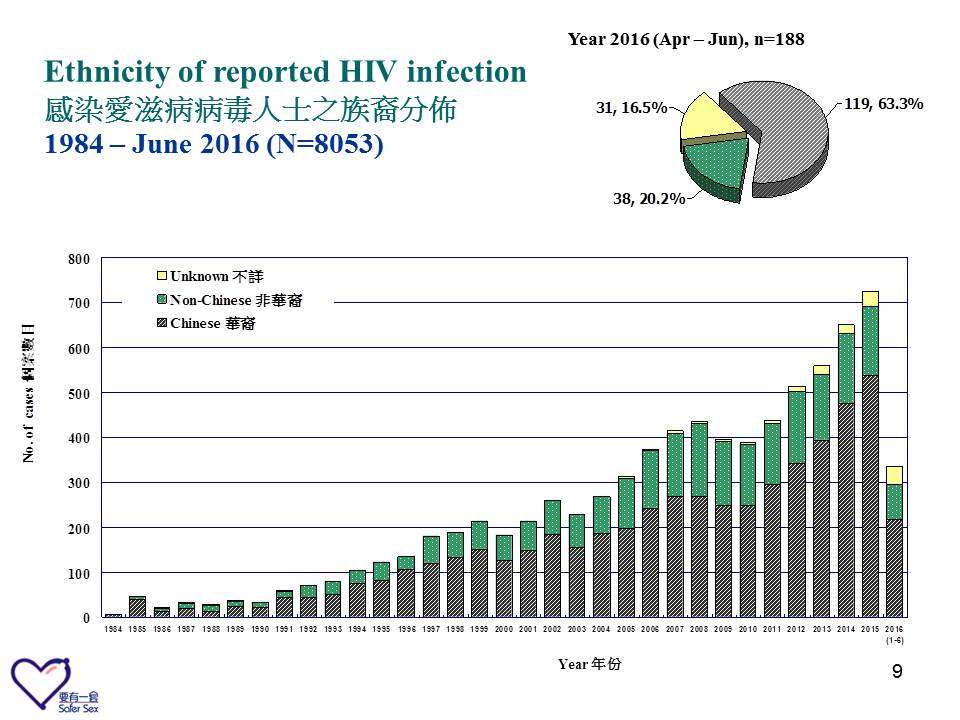 Year 2016 (Apr – Jun), n=188
Ethnicity of reported HIV infection
感染愛滋病病毒人士之族裔分佈
1984 – June 2016 (N=8053)
31, 16.5%
119, 63.3%
38, 20.2%
No. of cases 個案數目
800
700
600
500
400
300
200
100
0
Unknown 不詳
Non-Chinese 非華裔
Chinese 華裔
1984 1985 1986 1987 1988 1989 1990 1991 1992 1993 1994 1995 1996 1997 1998 1999 2000 2001 2002 2003 2004 2005 2006 2007 2008 2009 2010 2011 2012 2013 2014 2015 2016
(1-6)
Year 年份
要有一套
Safer Sex
9